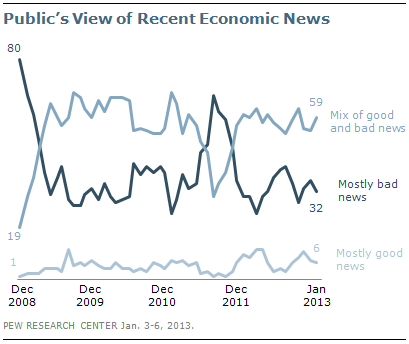 Public's View of Recent Economic News
80
59
Mix of good
and bad news
Mostly bad
news
32
19
1
6
Mostly good
news
Dec
2008
Dec
2009
Dec
2010
Dec
2011
Jan
2013
PEW RESEARCH CENTER Jan. 3-6, 2013.